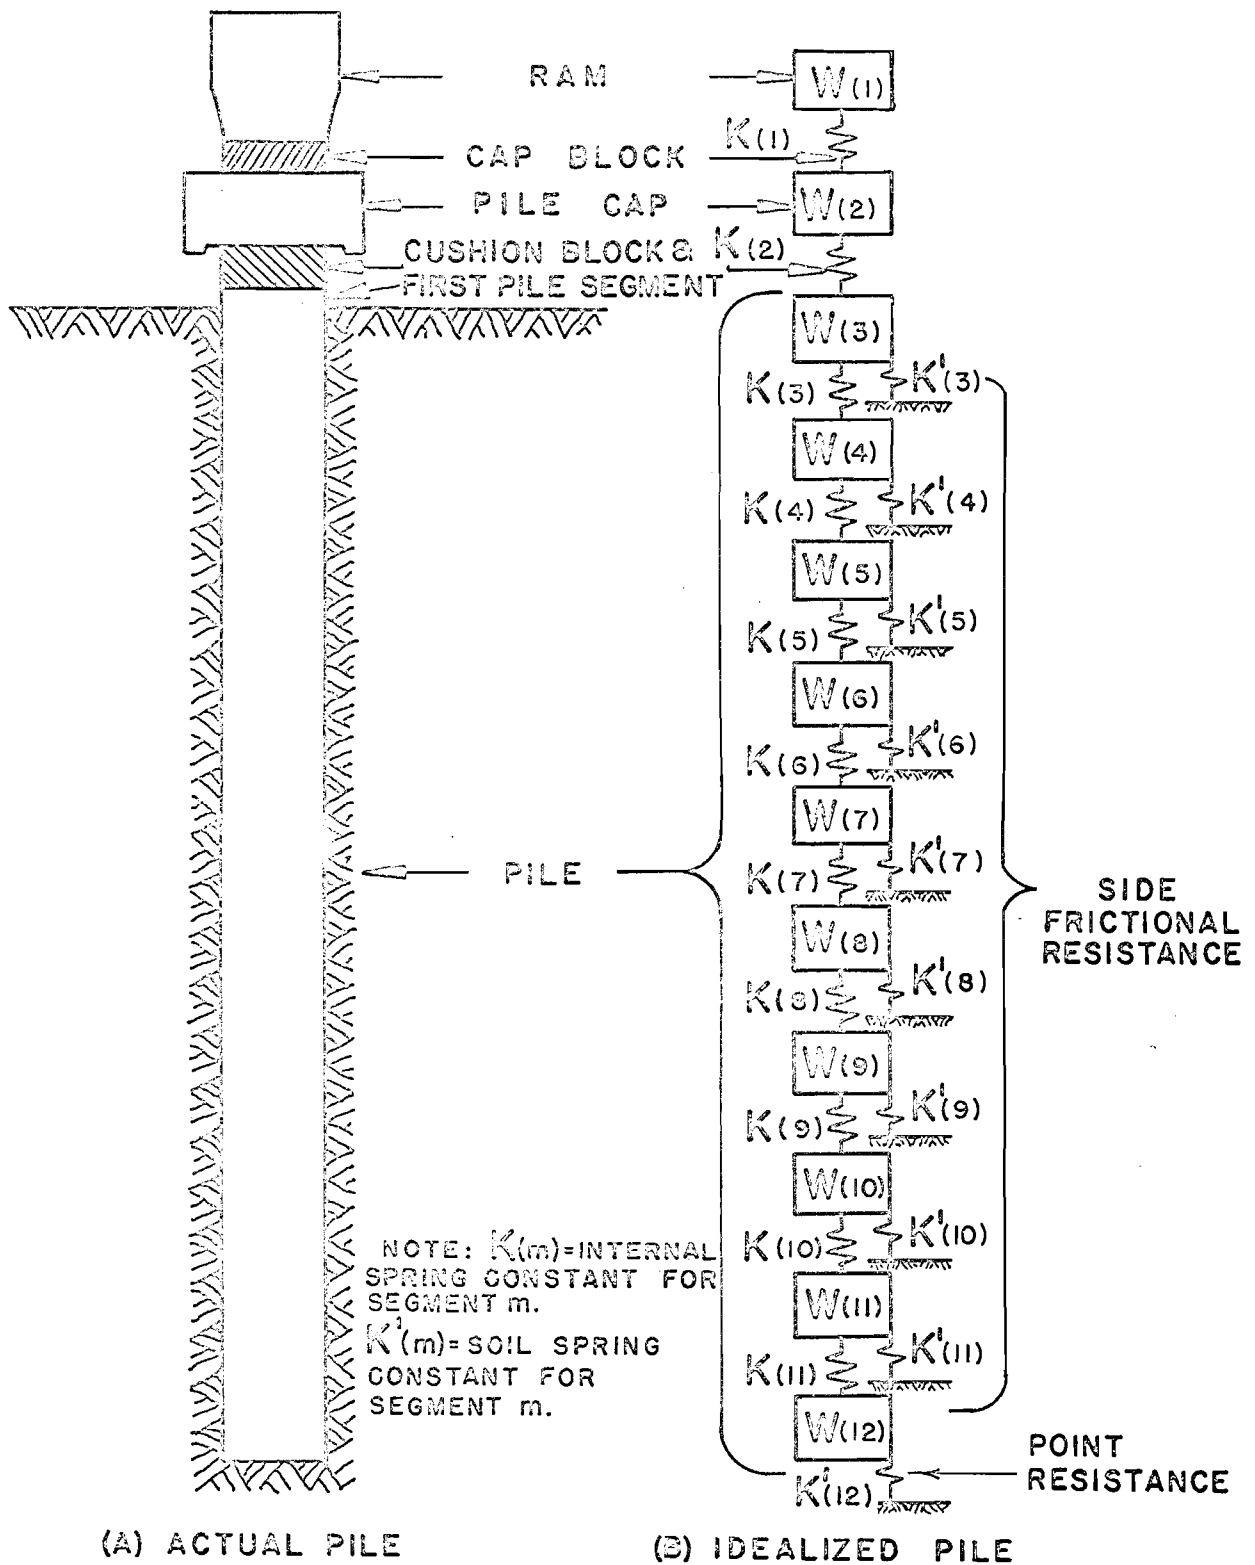 RAM
W(1)
K(1)
CAP BLOCK
PILE CAP
W(2)
CUSHION BLOCK & K(2)
FIRST PILE SEGMENT
W(3)
K(3)
K'(3)
W(4)
K(4)
K'(4)
W(5)
K(5)
K'(5)
W(6)
K(6)
K'(6)
W(7)
K(7)
K'(7)
PILE
SIDE
FRICTIONAL
RESISTANCE
W(8)
K(8)
K'(8)
W(9)
K(9)
K'(9)
W(10)
K(10)
K'(10)
NOTE: K(m)=INTERNAL
SPRING CONSTANT FOR
SEGMENT m.
K'(m)=SOIL SPRING
CONSTANT FOR
SEGMENT m.
W(11)
K(11)
K'(11)
W(12)
K'(12)
POINT
RESISTANCE
(A) ACTUAL PILE
(B) IDEALIZED PILE